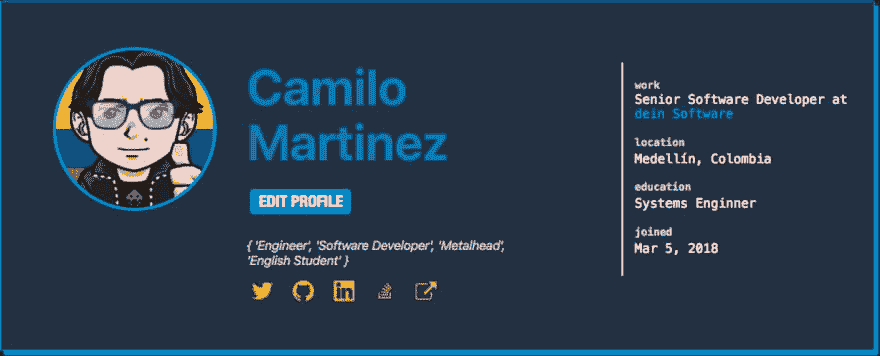 Camilo
Martinez
EDIT PROFILE
{ 'Engineer', 'Software Developer', 'Metalhead',
'English Student' }
work
Senior Software Developer at
dein Software
location
Medellín, Colombia
education
Systems Enginner
joined
Mar 5, 2018